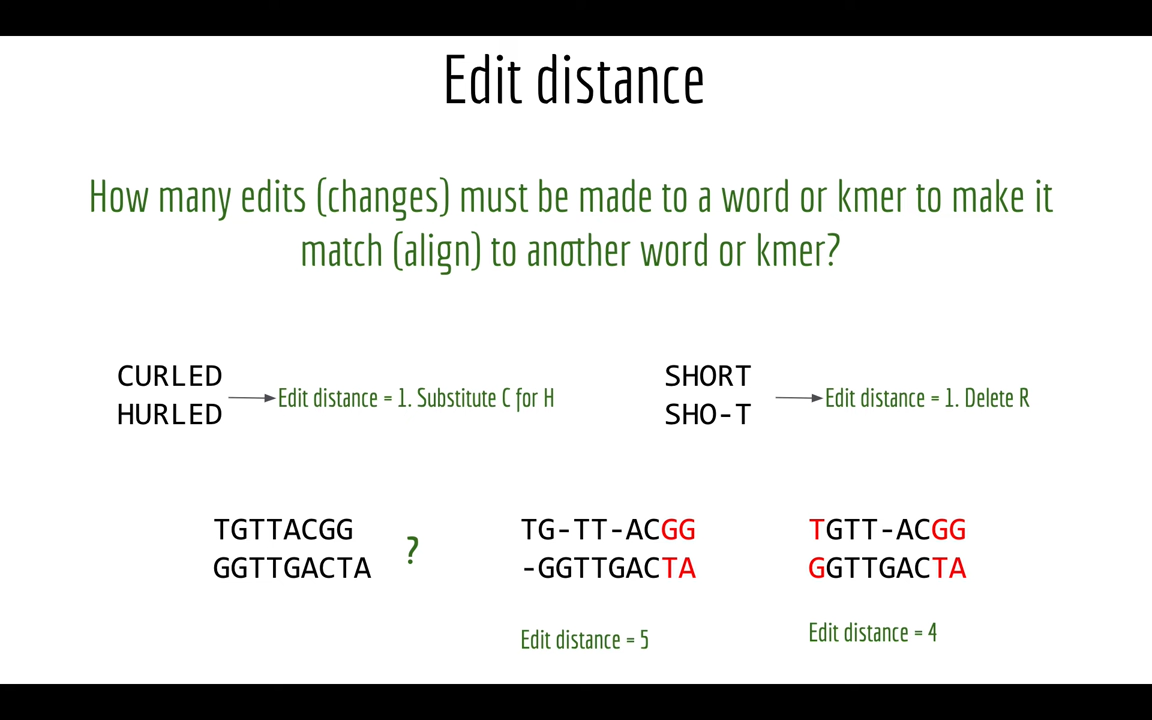 Edit distance
How many edits (changes) must be made to a word or kmer to make it
match (align) to another word or kmer?
CURLED
HURLED
Edit distance = 1. Substitute C for H
SHORT
SHO-T
Edit distance = 1. Delete R
TGTTACGG
GGTTGACTA
?
TG-TT-ACGG
-GGTTGACTA
Edit distance = 5
TGTT-ACGG
GGTTGACTA
Edit distance = 4